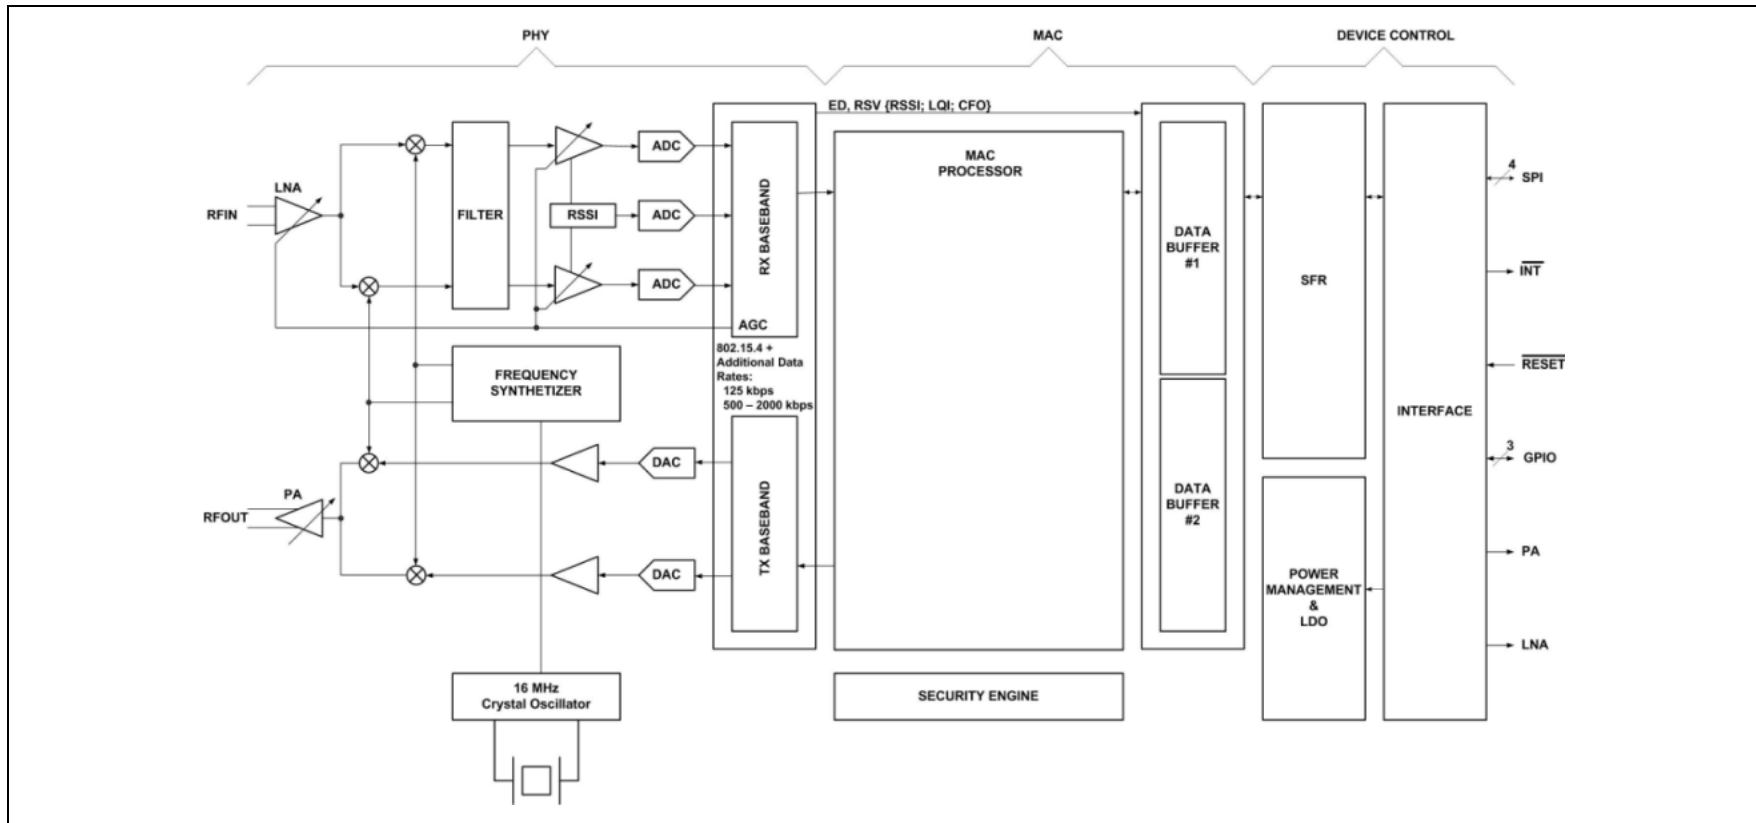 PHY
MAC
DEVICE CONTROL
ED, RSV {RSSI; LQI; CFO}
LNA
RFIN
FILTER
RSSI
ADC
ADC
ADC
RX BASEBAND
AGC
802.15.4 +
Additional Data
Rates:
125 kbps
500 – 2000 kbps
FREQUENCY
SYNTHETIZER
PA
RFOUT
DAC
DAC
TX BASEBAND
16 MHz
Crystal Oscillator
MAC
PROCESSOR
SECURITY ENGINE
DATA
BUFFER
#1
DATA
BUFFER
#2
SFR
POWER
MANAGEMENT
&
LDO
INTERFACE
4
SPI
INT
RESET
3
GPIO
PA
LNA